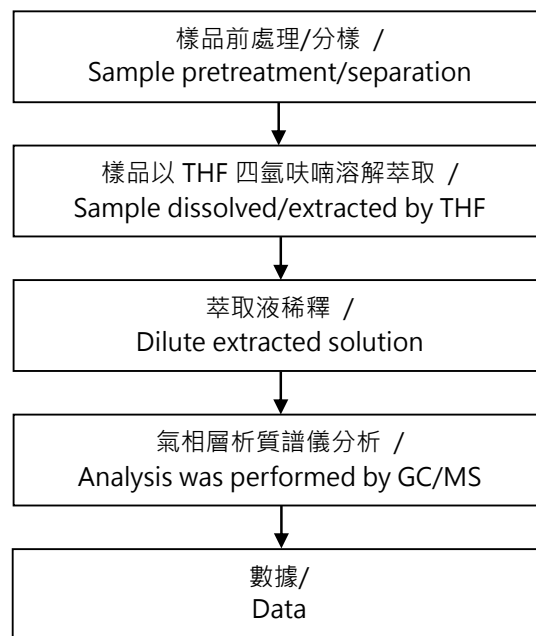 樣品前處理/分樣 /
Sample pretreatment/separation
樣品以 THF 四氫呋喃溶解萃取 /
Sample dissolved/extracted by THF
萃取液稀釋 /
Dilute extracted solution
氣相層析質譜儀分析 /
Analysis was performed by GC/MS
數據/
Data